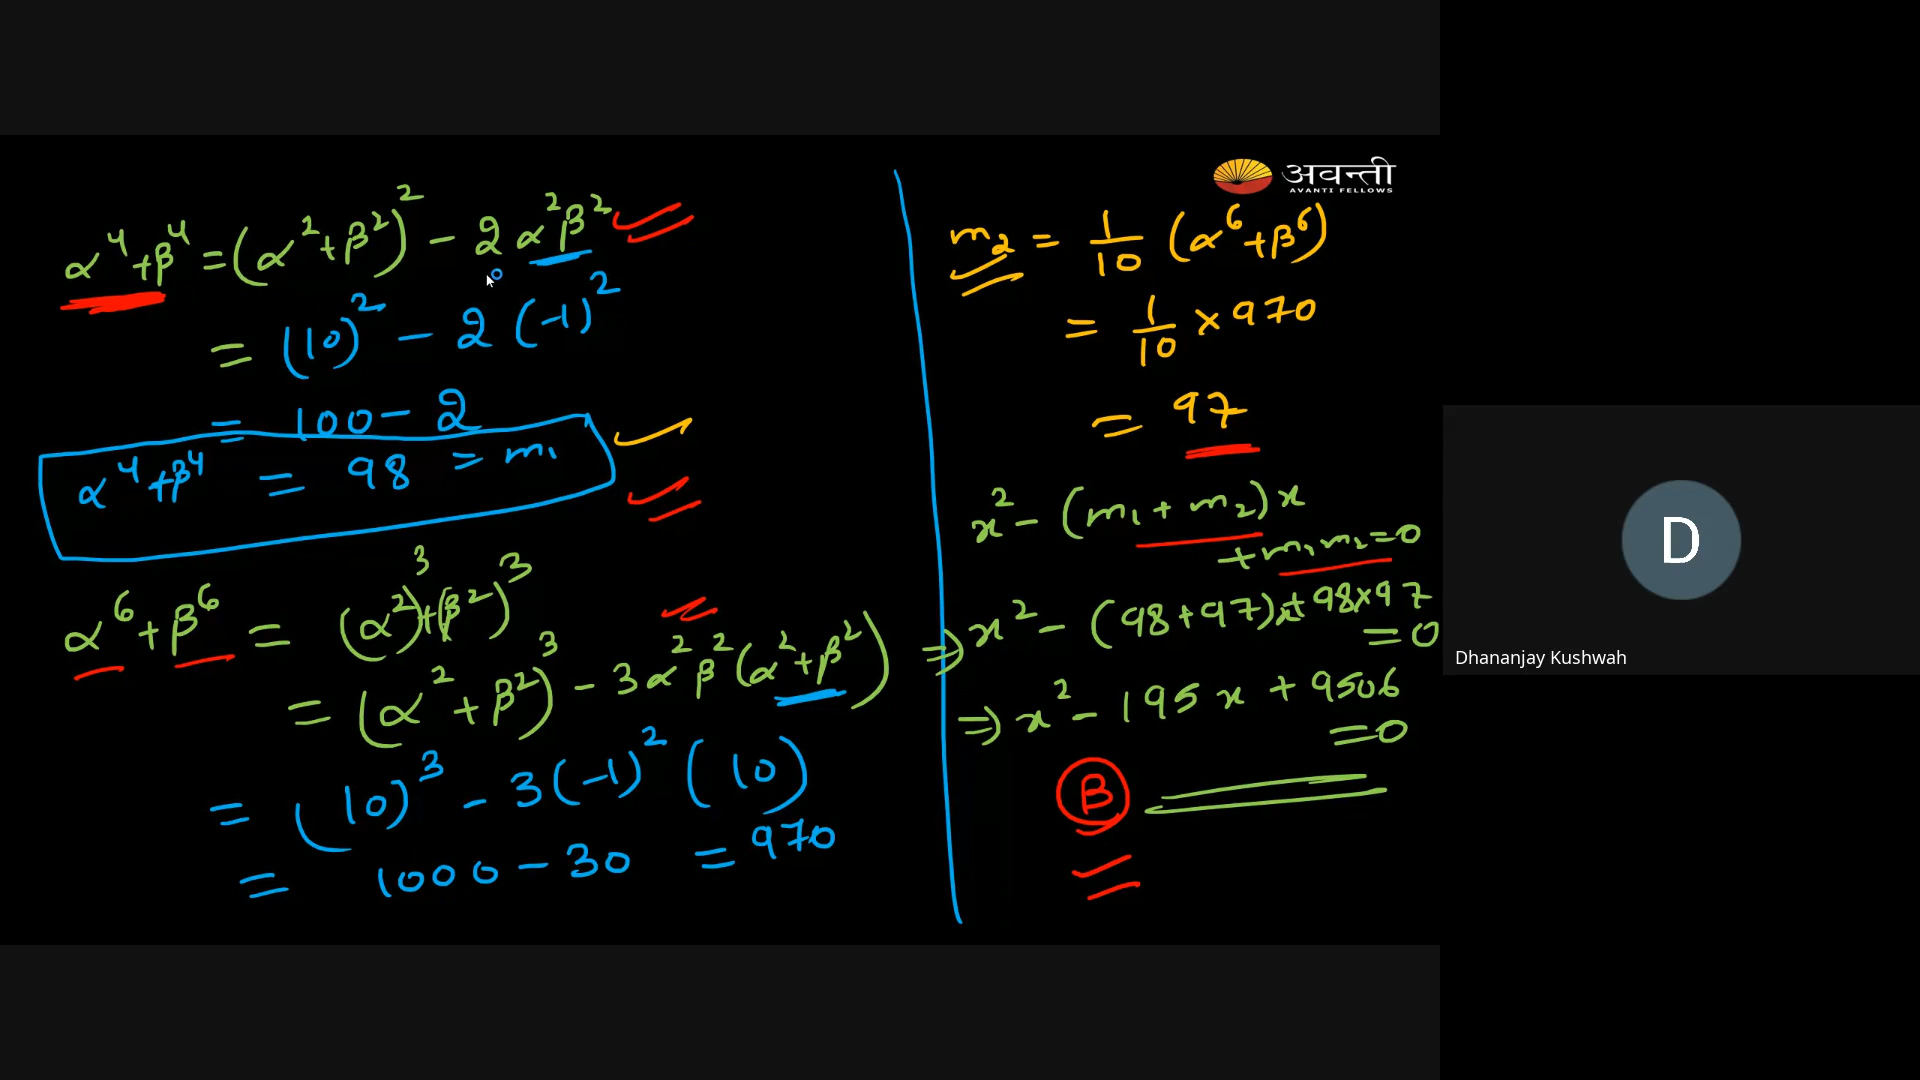 α⁴+β⁴ = (α²+β²)² - 2α²β²
= (10)² - 2(-1)²
= 100 - 2
α⁴+β⁴ = 98 = m₁
α⁶+β⁶ = (α²)³+(β²)³
= (α²+β²)³ - 3α²β²(α²+β²)
= (10)³ - 3(-1)²(10)
= 1000 - 30 = 970
अवन्ती
AVANTI FELLOWS
m₂ = 1/10 (α⁶+β⁶)
= 1/10 × 970
= 97
x² - (m₁ + m₂)x
+ m₁m₂ = 0
⇒ x² - (98+97)x + 98×97
= 0
⇒ x² - 195x + 9506
= 0
B
D
Dhananjay Kushwah